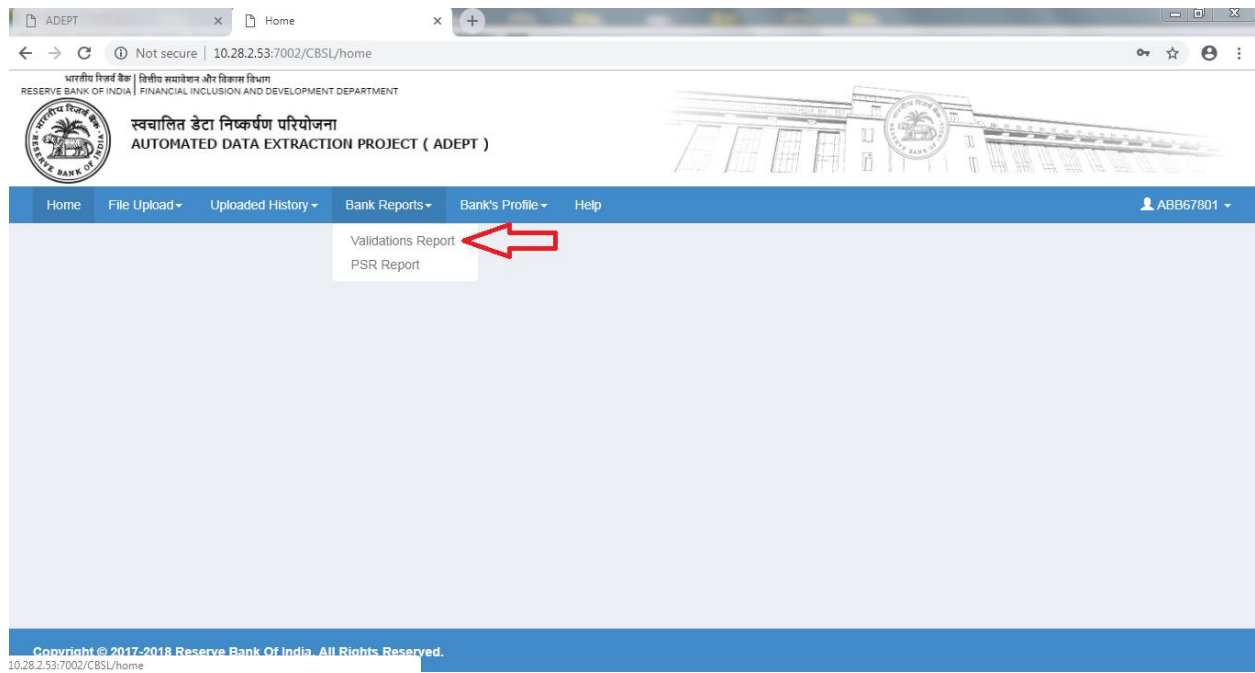 ADEPT
Home
Not secure | 10.28.2.53:7002/CBSL/home
भारतीय रिज़र्व बैंक | वित्तीय समावेशन और विकास विभाग
RESERVE BANK OF INDIA | FINANCIAL INCLUSION AND DEVELOPMENT DEPARTMENT
स्वचालित डेटा निष्कर्षण परियोजना
AUTOMATED DATA EXTRACTION PROJECT ( ADEPT )
Home File Upload Uploaded History Bank Reports Bank's Profile Help ABB67801
Validations Report
PSR Report
Copyright © 2017-2018 Reserve Bank Of India. All Rights Reserved.
10.28.2.53:7002/CBSL/home